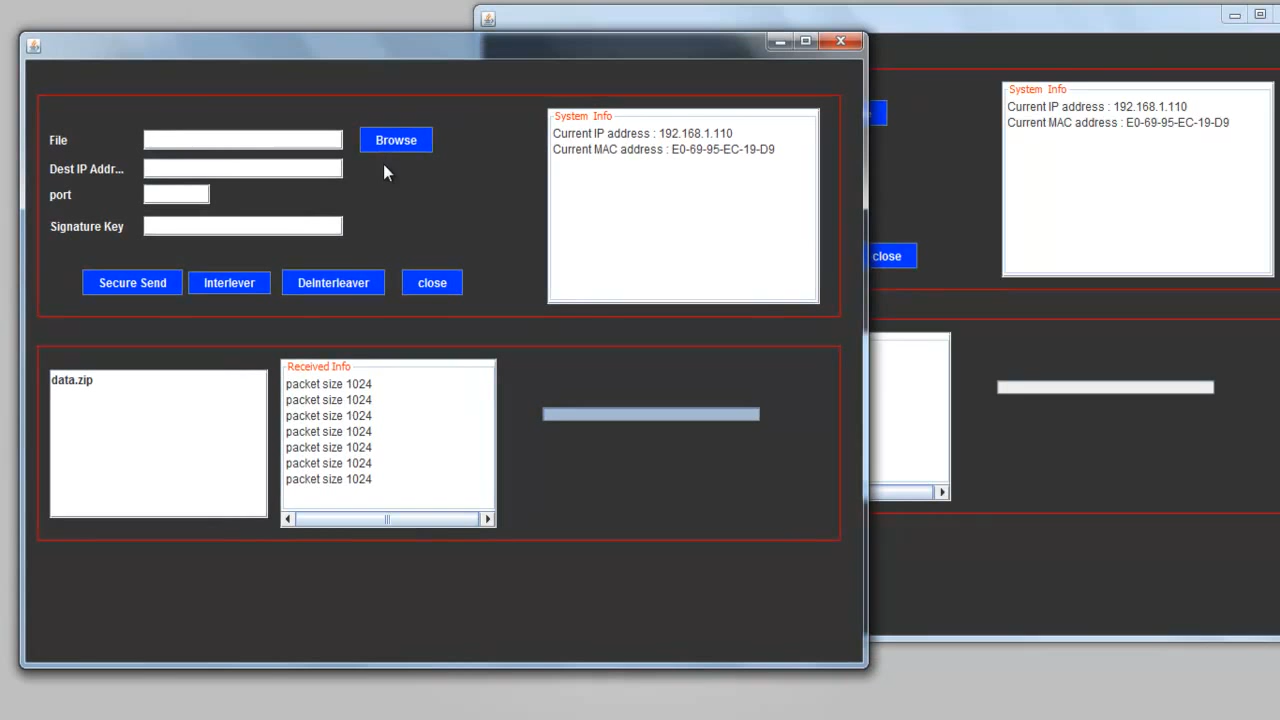 File
Browse
Dest IP Addr...
port
Signature Key
Secure Send
Interlever
DeInterleaver
close
System Info
Current IP address : 192.168.1.110
Current MAC address : E0-69-95-EC-19-D9
data.zip
Received Info
packet size 1024
packet size 1024
packet size 1024
packet size 1024
packet size 1024
packet size 1024
packet size 1024
System Info
Current IP address : 192.168.1.110
Current MAC address : E0-69-95-EC-19-D9
close